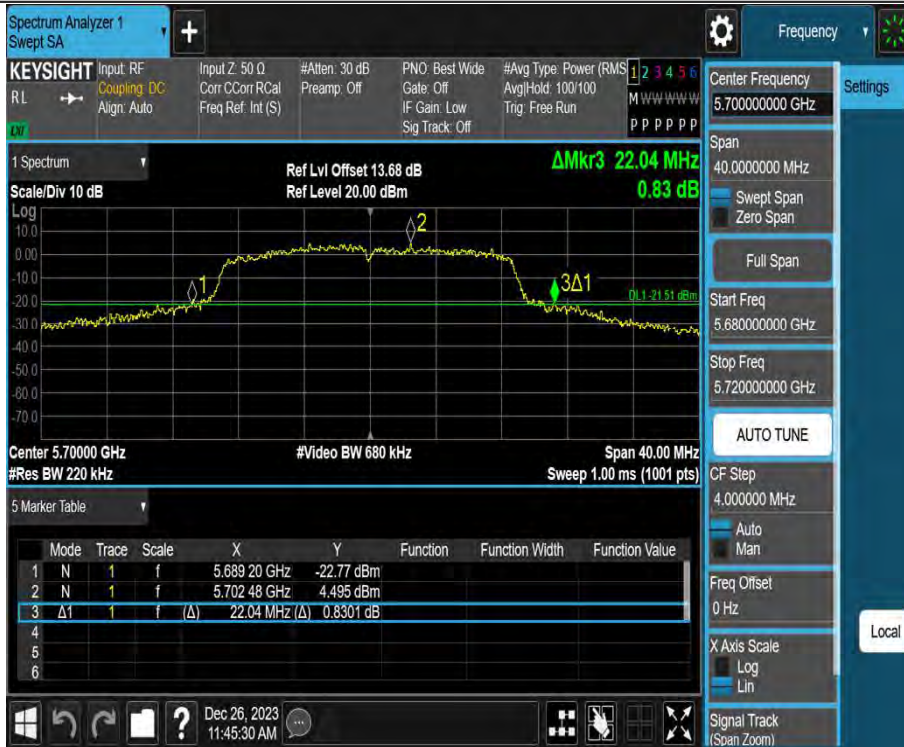 Spectrum Analyzer 1
Swept SA
Frequency
KEYSIGHT
R L
LXI
Input: RF
Coupling: DC
Align: Auto
Input Z: 50 Ω
Corr CCorr RCal
Freq Ref: Int (S)
#Atten: 30 dB
Preamp: Off
PNO: Best Wide
Gate: Off
IF Gain: Low
Sig Track: Off
#Avg Type: Power (RMS
Avg|Hold: 100/100
Trig: Free Run
1 2 3 4 5 6
M W W W W W
P P P P P P
1 Spectrum
Scale/Div 10 dB
Ref Lvl Offset 13.68 dB
Ref Level 20.00 dBm
ΔMkr3 22.04 MHz
0.83 dB
Log
10.0
0.00
-10.0
-20.0
-30.0
-40.0
-50.0
-60.0
-70.0
1
2
3Δ1
DL1 -21.51 dBm
Center 5.70000 GHz
#Res BW 220 kHz
#Video BW 680 kHz
Span 40.00 MHz
Sweep 1.00 ms (1001 pts)
5 Marker Table
Mode Trace Scale X Y Function Function Width Function Value
1 N 1 f 5.689 20 GHz -22.77 dBm
2 N 1 f 5.702 48 GHz 4.495 dBm
3 Δ1 1 f (Δ) 22.04 MHz (Δ) 0.8301 dB
4
5
6
?
Dec 26, 2023
11:45:30 AM
Center Frequency
5.700000000 GHz
Span
40.0000000 MHz
Swept Span
Zero Span
Full Span
Start Freq
5.680000000 GHz
Stop Freq
5.720000000 GHz
AUTO TUNE
CF Step
4.000000 MHz
Auto
Man
Freq Offset
0 Hz
X Axis Scale
Log
Lin
Signal Track
(Span Zoom)
Settings
Local